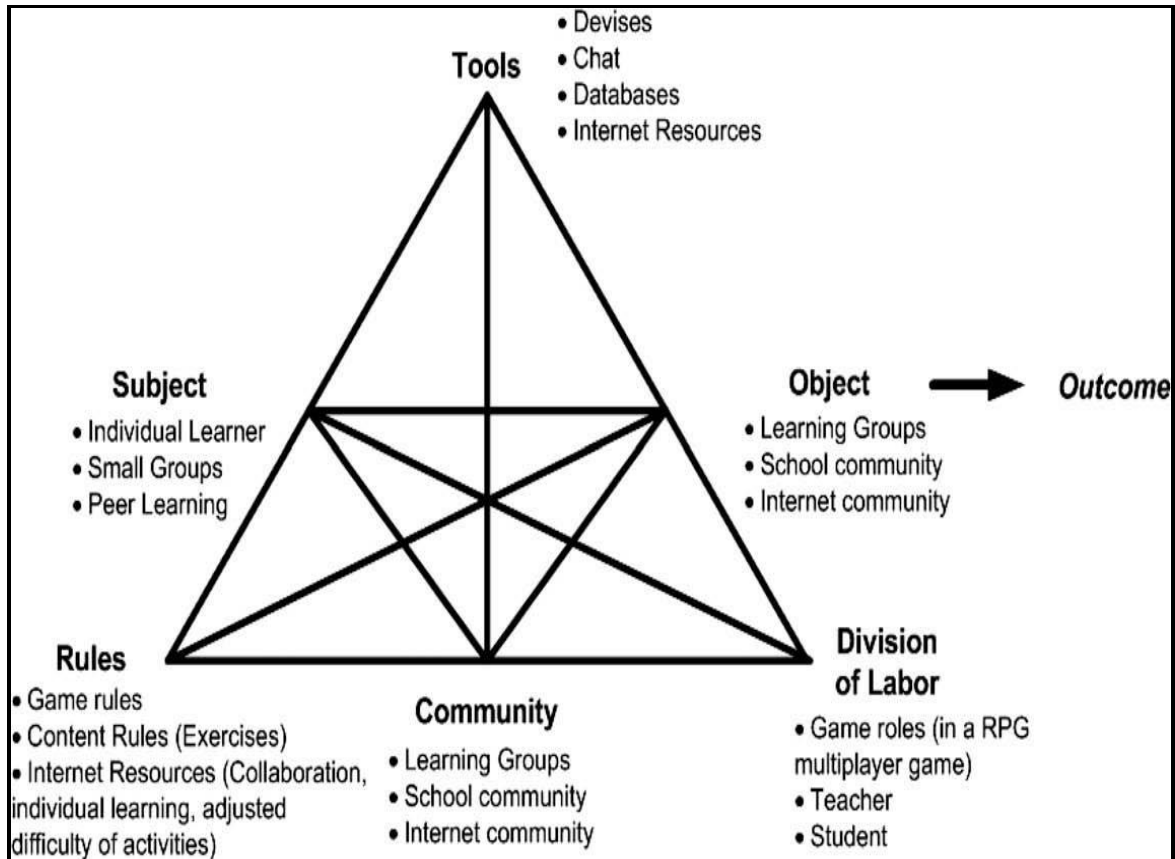 Tools
• Devises
• Chat
• Databases
• Internet Resources
Subject
• Individual Learner
• Small Groups
• Peer Learning
Object
• Learning Groups
• School community
• Internet community
Outcome
Rules
• Game rules
• Content Rules (Exercises)
• Internet Resources (Collaboration,
individual learning, adjusted
difficulty of activities)
Community
• Learning Groups
• School community
• Internet community
Division
of Labor
• Game roles (in a RPG
multiplayer game)
• Teacher
• Student